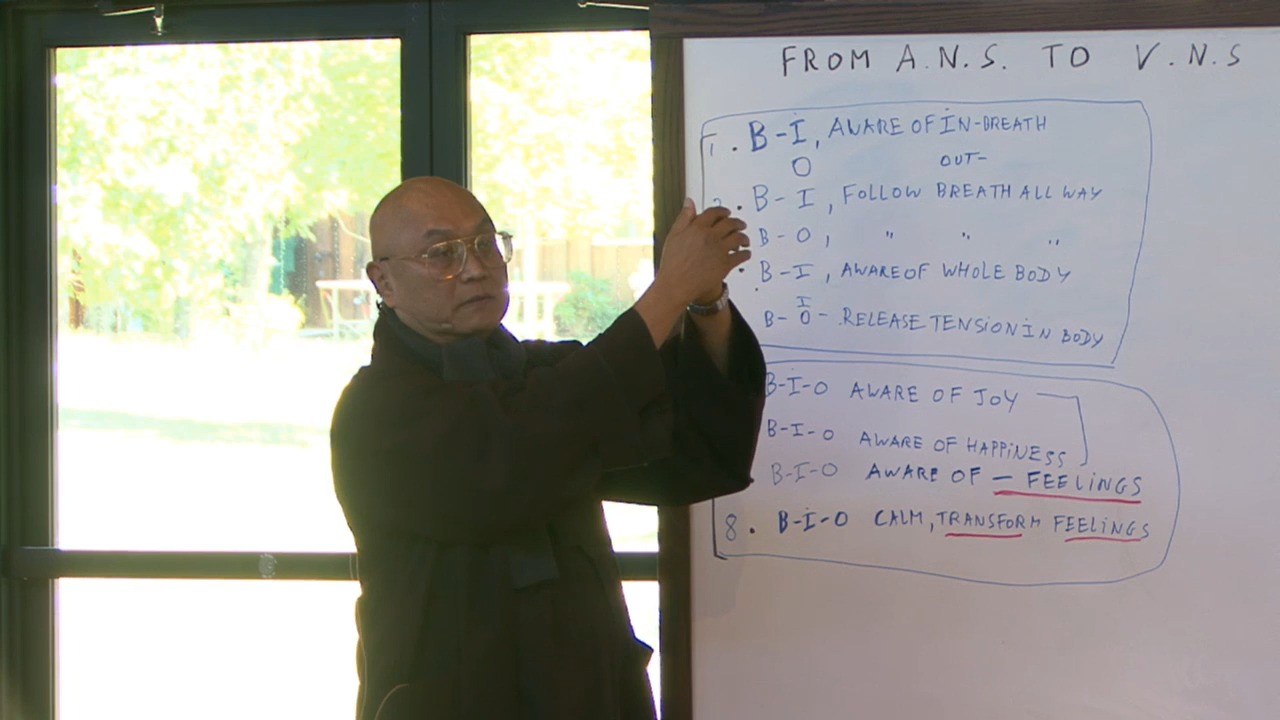 FROM A.N.S. TO V.N.S
1. B-I, AWARE OF IN-BREATH
O OUT-
. B-I, FOLLOW BREATH ALL WAY
B-O, " " "
. B-I, AWARE OF WHOLE BODY
B-I/O-RELEASE TENSION IN BODY
B-I-O AWARE OF JOY
B-I-O AWARE OF HAPPINESS
B-I-O AWARE OF – FEELINGS
8. B-I-O CALM, TRANSFORM FEELINGS